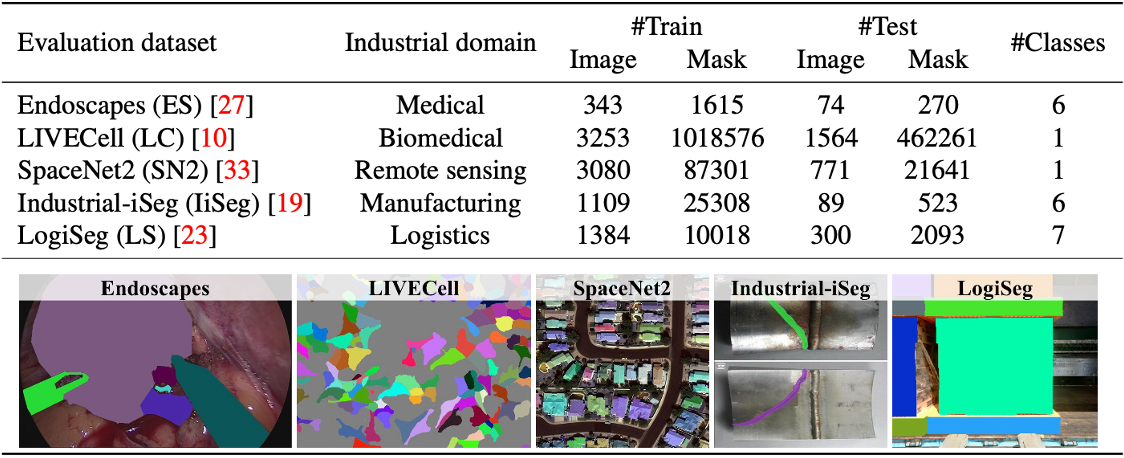 Evaluation dataset Industrial domain #Train #Test #Classes
Image Mask Image Mask
Endoscapes (ES) [27] Medical 343 1615 74 270 6
LIVECell (LC) [10] Biomedical 3253 1018576 1564 462261 1
SpaceNet2 (SN2) [33] Remote sensing 3080 87301 771 21641 1
Industrial-iSeg (IiSeg) [19] Manufacturing 1109 25308 89 523 6
LogiSeg (LS) [23] Logistics 1384 10018 300 2093 7
Endoscapes LIVECell SpaceNet2 Industrial-iSeg LogiSeg